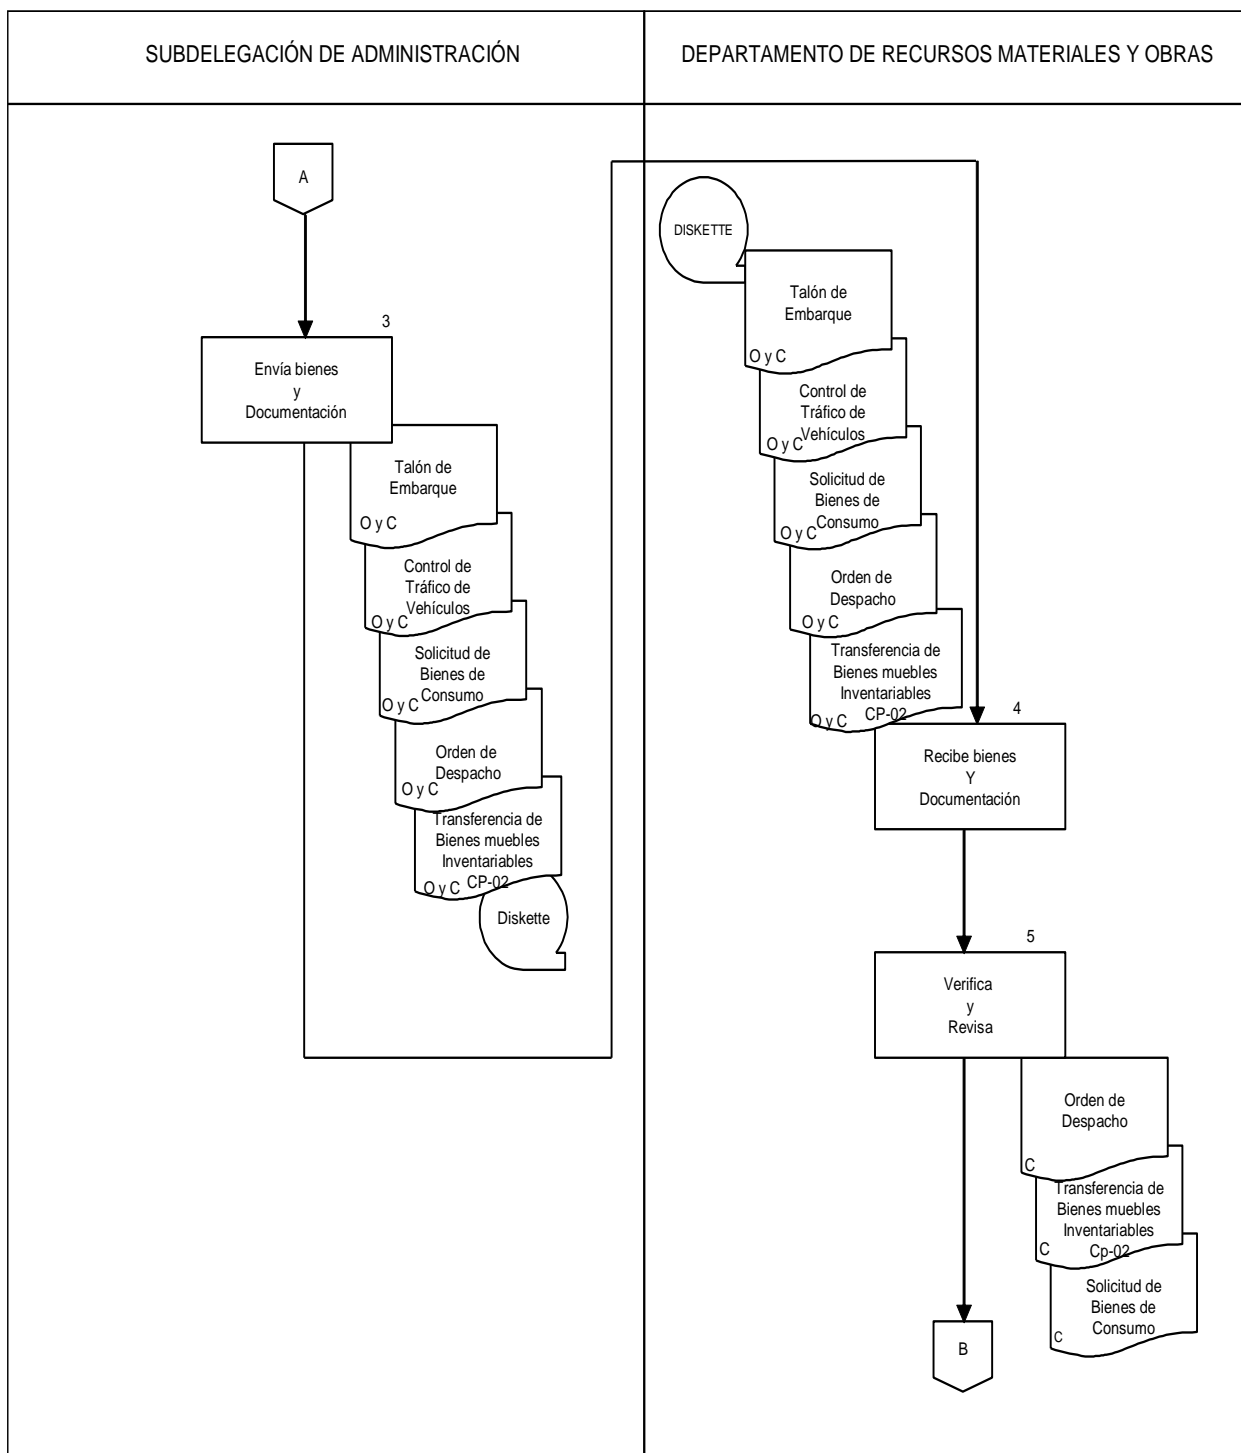 SUBDELEGACIÓN DE ADMINISTRACIÓN
DEPARTAMENTO DE RECURSOS MATERIALES Y OBRAS
A
3
Envía bienes
y
Documentación
Talón de
Embarque
O y C
Control de
Tráfico de
Vehículos
O y C
Solicitud de
Bienes de
Consumo
O y C
Orden de
Despacho
O y C
Transferencia de
Bienes muebles
Inventariables
CP-02
O y C
Diskette
DISKETTE
Talón de
Embarque
O y C
Control de
Tráfico de
Vehículos
O y C
Solicitud de
Bienes de
Consumo
O y C
Orden de
Despacho
O y C
Transferencia de
Bienes muebles
Inventariables
CP-02
O y C
4
Recibe bienes
Y
Documentación
5
Verifica
y
Revisa
Orden de
Despacho
C
Transferencia de
Bienes muebles
Inventariables
Cp-02
C
Solicitud de
Bienes de
Consumo
C
B